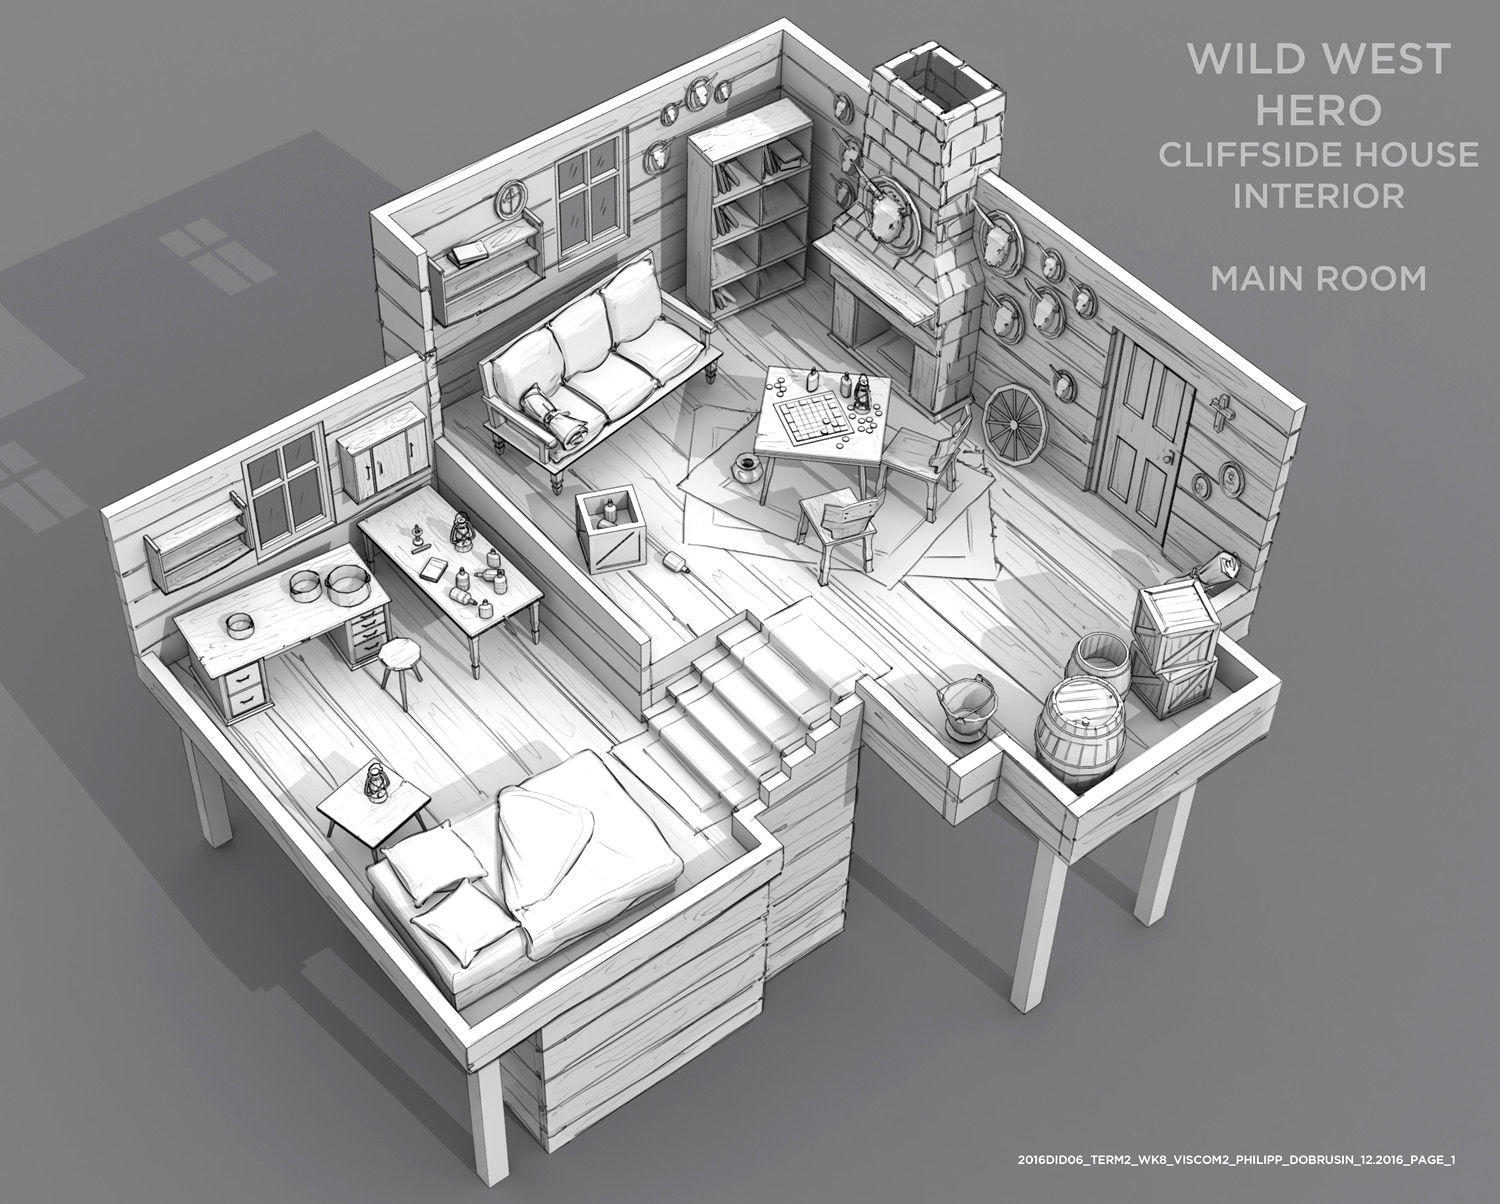 WILD WEST
HERO
CLIFFSIDE HOUSE
INTERIOR
MAIN ROOM
2016DID06_TERM2_WK8_VISCOM2_PHILIPP_DOBRUSIN_12.2016_PAGE_1